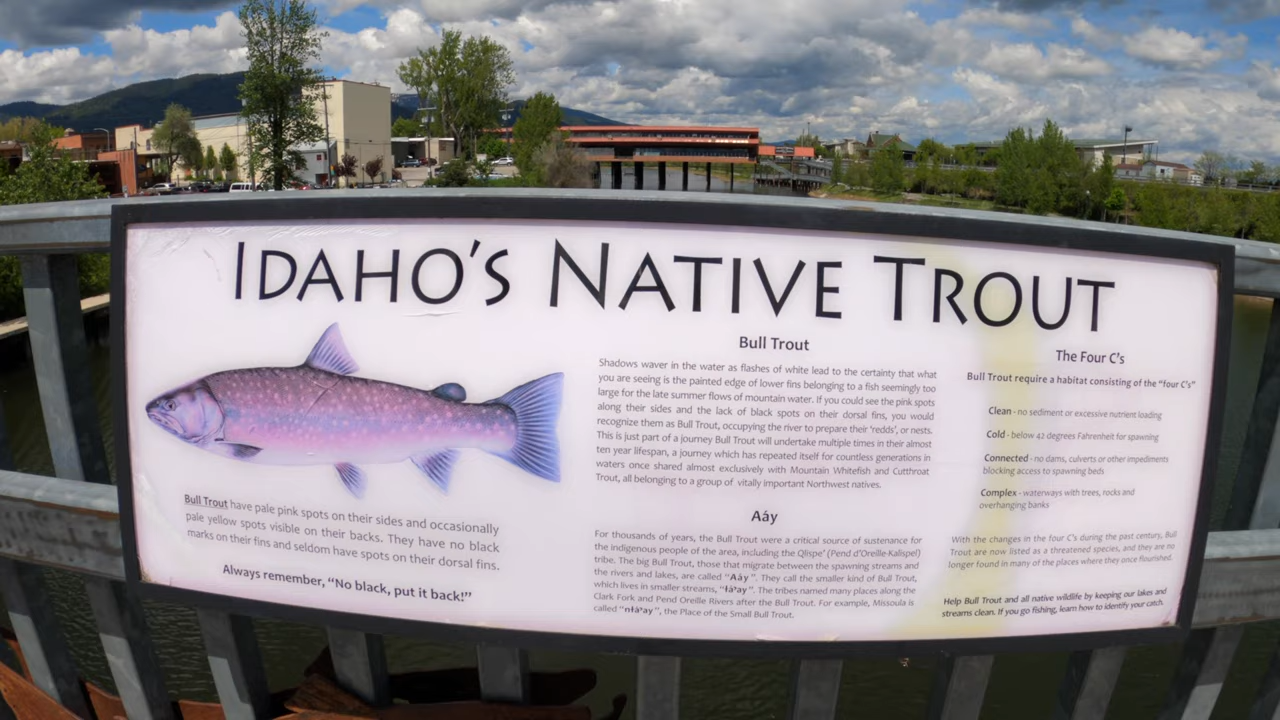 IDAHO'S NATIVE TROUT
Bull Trout have pale pink spots on their sides and occasionally
pale yellow spots visible on their backs. They have no black
marks on their fins and seldom have spots on their dorsal fins.
Always remember, "No black, put it back!"
Bull Trout
Shadows waver in the water as flashes of white lead to the certainty that what
you are seeing is the painted edge of lower fins belonging to a fish seemingly too
large for the late summer flows of mountain water. If you could see the pink spots
along their sides and the lack of black spots on their dorsal fins, you would
recognize them as Bull Trout, occupying the river to prepare their 'redds', or nests.
This is just part of a journey Bull Trout will undertake multiple times in their almost
ten year lifespan, a journey which has repeated itself for countless generations in
waters once shared almost exclusively with Mountain Whitefish and Cutthroat
Trout, all belonging to a group of vitally important Northwest natives.
Aáy
For thousands of years, the Bull Trout were a critical source of sustenance for
the indigenous people of the area, including the Qlispe' (Pend d'Oreille-Kalispel)
tribe. The big Bull Trout, those that migrate between the spawning streams and
the rivers and lakes, are called "Aáy". They call the smaller kind of Bull Trout,
which lives in smaller streams, "ɫaʼay". The tribes named many places along the
Clark Fork and Pend Oreille Rivers after the Bull Trout. For example, Missoula is
called "nɫʼay", the Place of the Small Bull Trout.
The Four C's
Bull Trout require a habitat consisting of the "four C's"
Clean - no sediment or excessive nutrient loading
Cold - below 42 degrees Fahrenheit for spawning
Connected - no dams, culverts or other impediments
blocking access to spawning beds
Complex - waterways with trees, rocks and
overhanging banks
With the changes in the four C's during the past century, Bull
Trout are now listed as a threatened species, and they are no
longer found in many of the places where they once flourished.
Help Bull Trout and all native wildlife by keeping our lakes and
streams clean. If you go fishing, learn how to identify your catch.